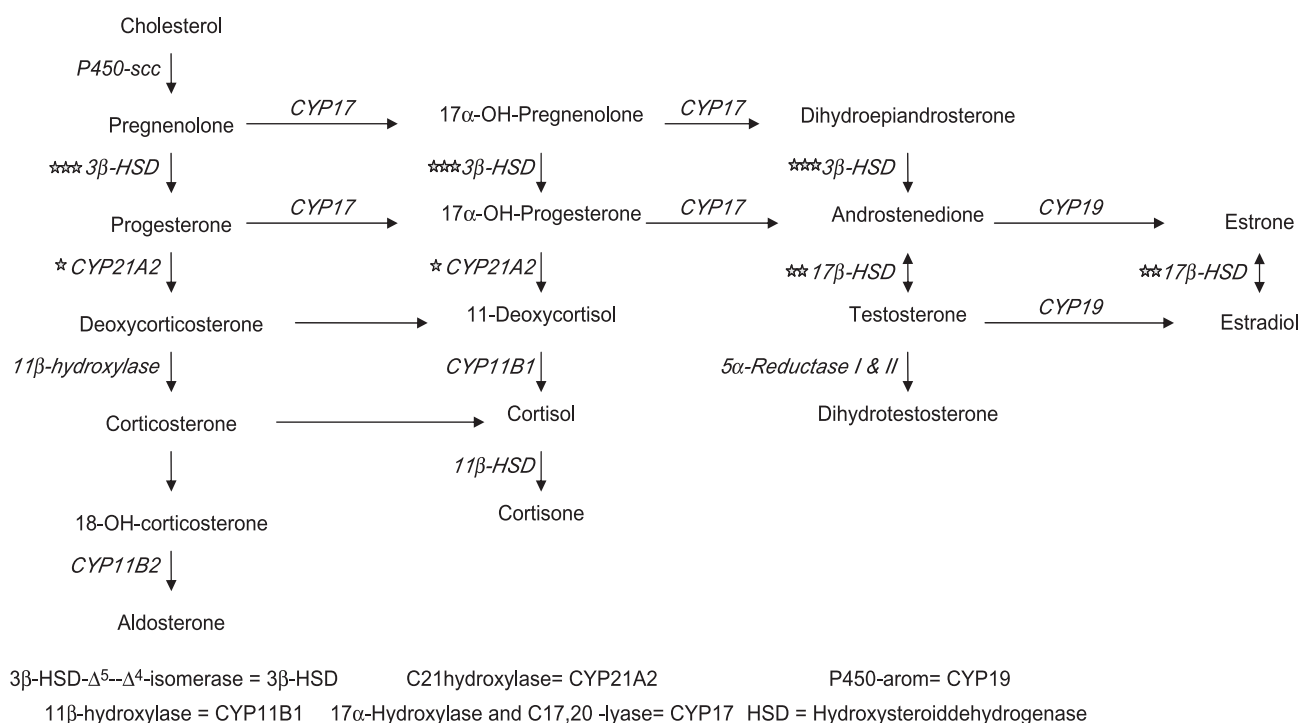 Cholesterol
P450-scc
CYP17 CYP17
Pregnenolone 17α-OH-Pregnenolone Dihydroepiandrosterone
☆☆☆3β-HSD ☆☆☆3β-HSD ☆☆☆3β-HSD
CYP17 CYP17 CYP19
Progesterone 17α-OH-Progesterone Androstenedione Estrone
☆CYP21A2 ☆CYP21A2 ☆☆17β-HSD ☆☆17β-HSD
CYP19
Deoxycorticosterone 11-Deoxycortisol Testosterone Estradiol
11β-hydroxylase CYP11B1 5α-Reductase I & II
Corticosterone Cortisol Dihydrotestosterone
11β-HSD
18-OH-corticosterone Cortisone
CYP11B2
Aldosterone
3β-HSD-Δ⁵--Δ⁴-isomerase = 3β-HSD C21hydroxylase= CYP21A2 P450-arom= CYP19
11β-hydroxylase = CYP11B1 17α-Hydroxylase and C17,20 -lyase= CYP17 HSD = Hydroxysteroiddehydrogenase